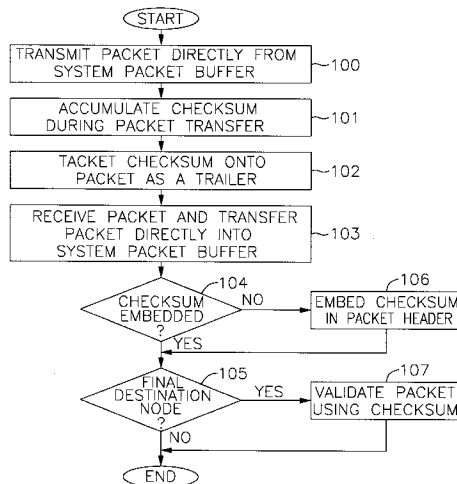 START
TRANSMIT PACKET DIRECTLY FROM
SYSTEM PACKET BUFFER
100
ACCUMULATE CHECKSUM
DURING PACKET TRANSFER
101
TACKET CHECKSUM ONTO
PACKET AS A TRAILER
102
RECEIVE PACKET AND TRANSFER
PACKET DIRECTLY INTO
SYSTEM PACKET BUFFER
103
104
CHECKSUM
EMBEDDED
?
NO
YES
106
EMBED CHECKSUM
IN PACKET HEADER
105
FINAL
DESTINATION
NODE
?
YES
NO
107
VALIDATE PACKET
USING CHECKSUM
END